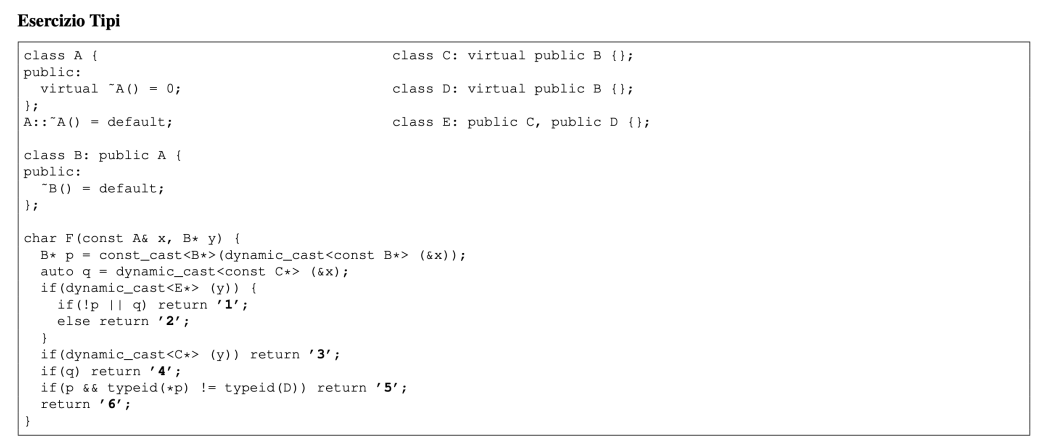 Esercizio Tipi
class A {                                        class C: virtual public B {};
public:
  virtual ~A() = 0;                              class D: virtual public B {};
};
A::~A() = default;                               class E: public C, public D {};
class B: public A {
public:
  ~B() = default;
};
char F(const A& x, B* y) {
  B* p = const_cast<B*>(dynamic_cast<const B*> (&x));
  auto q = dynamic_cast<const C*> (&x);
  if(dynamic_cast<E*> (y)) {
    if(!p || q) return '1';
    else return '2';
  }
  if(dynamic_cast<C*> (y)) return '3';
  if(q) return '4';
  if(p && typeid(*p) != typeid(D)) return '5';
  return '6';
}